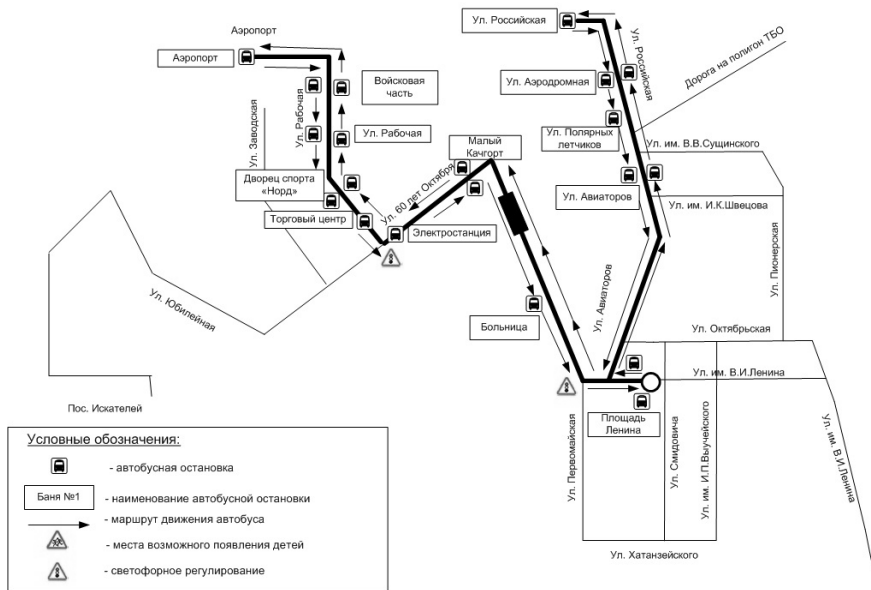 Аэропорт
Аэропорт
Войсковая
часть
Ул. Рабочая
Ул. Рабочая
Ул. Заводская
Дворец спорта
«Норд»
Торговый центр
Ул. 60 лет Октября
Малый
Качгорт
Электростанция
Ул. Юбилейная
Пос. Искателей
Больница
Ул. Российская
Ул. Российская
Дорога на полигон ТБО
Ул. Аэродромная
Ул. Полярных
летчиков
Ул. им. В.В.Сущинского
Ул. Авиаторов
Ул. им. И.К.Швецова
Ул. Пионерская
Ул. Авиаторов
Ул. Октябрьская
Ул. им. В.И.Ленина
Площадь
Ленина
Ул. Первомайская
Ул. Смидовича
Ул. им. И.П.Выучейского
Ул. им. В.И.Ленина
Ул. Хатанзейского
Условные обозначения:
- автобусная остановка
Баня №1 - наименование автобусной остановки
- маршрут движения автобуса
- места возможного появления детей
- светофорное регулирование